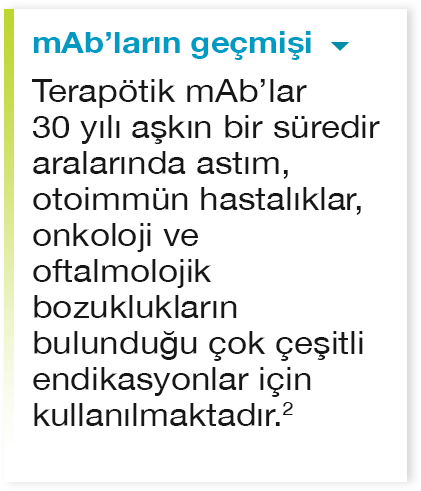 mAb’ların geçmişi
Terapötik mAb’lar
30 yılı aşkın bir süredir
aralarında astım,
otoimmün hastalıklar,
onkoloji ve
oftalmolojik
bozuklukların
bulunduğu çok çeşitli
endikasyonlar için
kullanılmaktadır.²